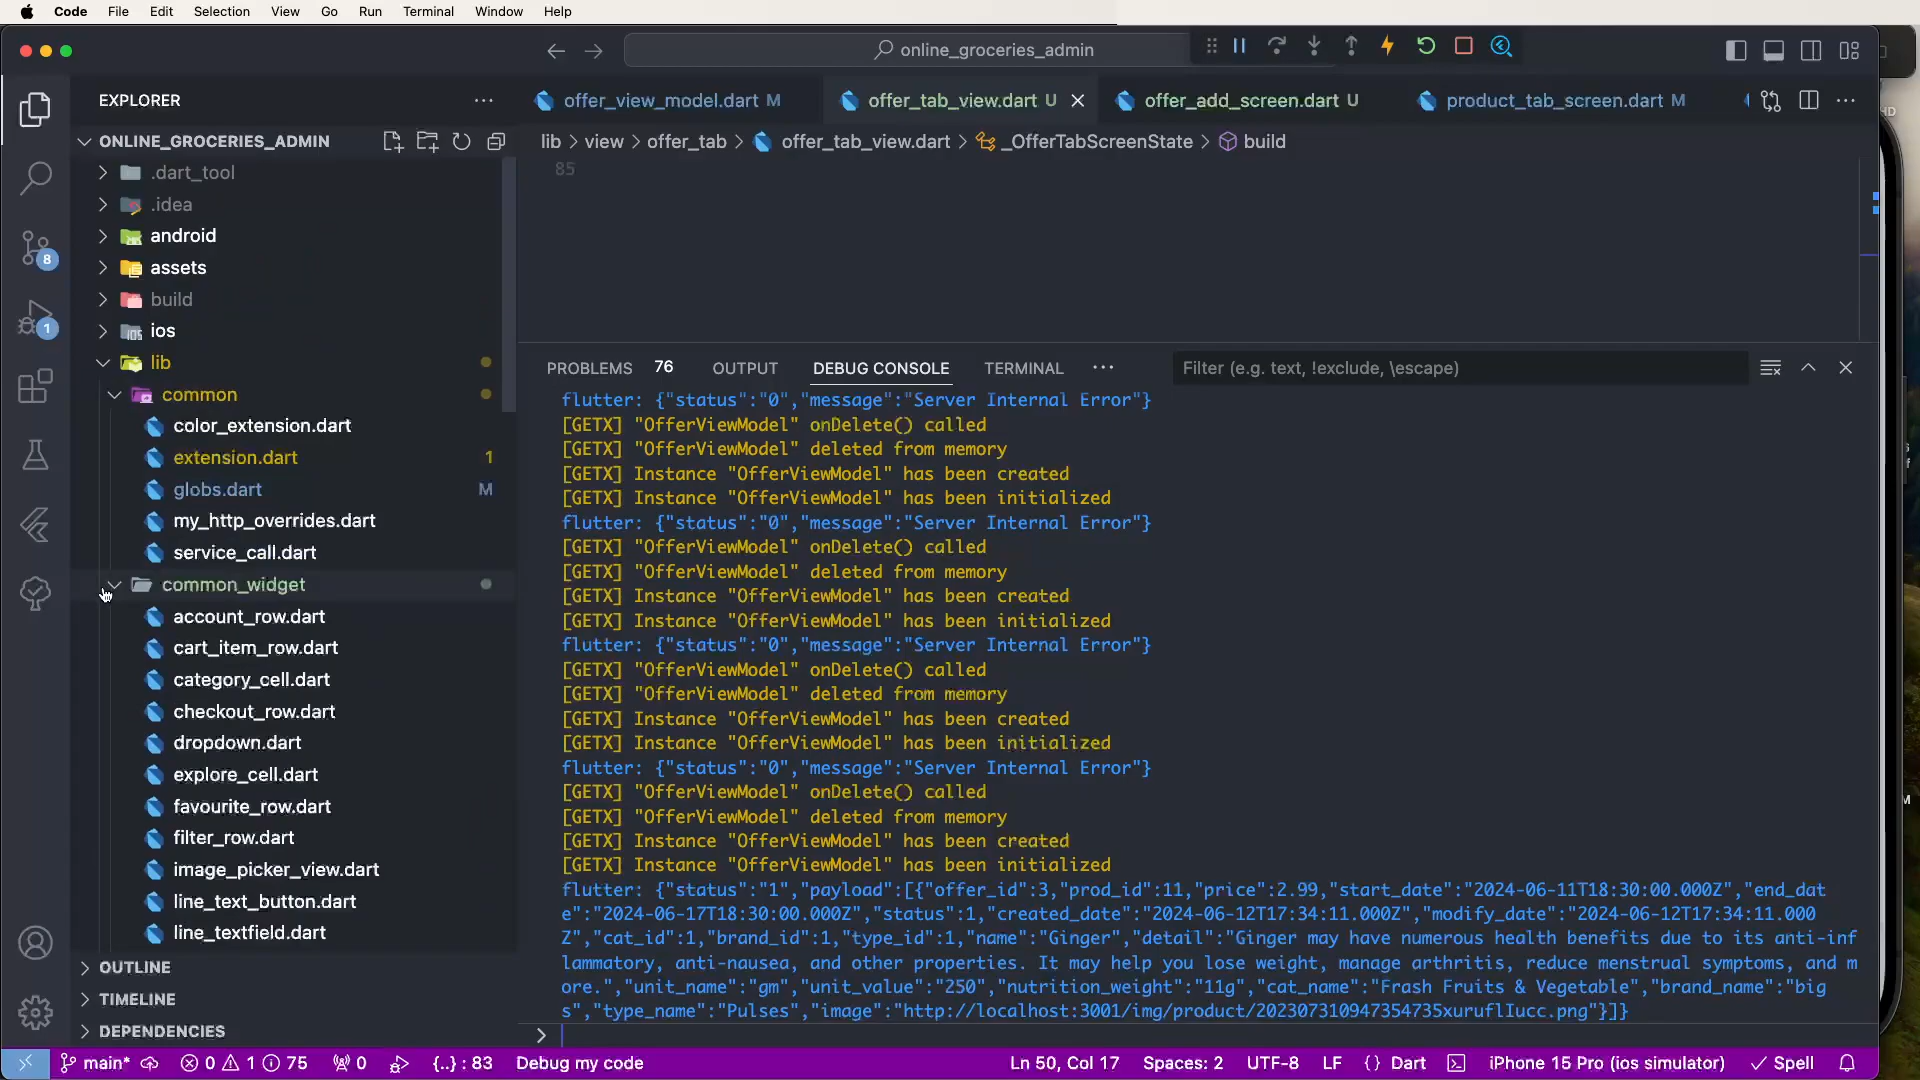 Code File Edit Selection View Go Run Terminal Window Help
online_groceries_admin
EXPLORER
offer_view_model.dart M
offer_tab_view.dart U
offer_add_screen.dart U
product_tab_screen.dart M
ONLINE_GROCERIES_ADMIN
lib > view > offer_tab > offer_tab_view.dart > _OfferTabScreenState > build
85
.dart_tool
.idea
android
assets
build
ios
lib
common
color_extension.dart
extension.dart 1
globs.dart M
my_http_overrides.dart
service_call.dart
common_widget
account_row.dart
cart_item_row.dart
category_cell.dart
checkout_row.dart
dropdown.dart
explore_cell.dart
favourite_row.dart
filter_row.dart
image_picker_view.dart
line_text_button.dart
line_textfield.dart
OUTLINE
TIMELINE
DEPENDENCIES
8
1
PROBLEMS 76 OUTPUT DEBUG CONSOLE TERMINAL
Filter (e.g. text, !exclude, \escape)
flutter: {"status":"0","message":"Server Internal Error"}
[GETX] "OfferViewModel" onDelete() called
[GETX] "OfferViewModel" deleted from memory
[GETX] Instance "OfferViewModel" has been created
[GETX] Instance "OfferViewModel" has been initialized
flutter: {"status":"0","message":"Server Internal Error"}
[GETX] "OfferViewModel" onDelete() called
[GETX] "OfferViewModel" deleted from memory
[GETX] Instance "OfferViewModel" has been created
[GETX] Instance "OfferViewModel" has been initialized
flutter: {"status":"0","message":"Server Internal Error"}
[GETX] "OfferViewModel" onDelete() called
[GETX] "OfferViewModel" deleted from memory
[GETX] Instance "OfferViewModel" has been created
[GETX] Instance "OfferViewModel" has been initialized
flutter: {"status":"0","message":"Server Internal Error"}
[GETX] "OfferViewModel" onDelete() called
[GETX] "OfferViewModel" deleted from memory
[GETX] Instance "OfferViewModel" has been created
[GETX] Instance "OfferViewModel" has been initialized
flutter: {"status":"1","payload":[{"offer_id":3,"prod_id":11,"price":2.99,"start_date":"2024-06-11T18:30:00.000Z","end_dat
e":"2024-06-17T18:30:00.000Z","status":1,"created_date":"2024-06-12T17:34:11.000Z","modify_date":"2024-06-12T17:34:11.000
Z","cat_id":1,"brand_id":1,"type_id":1,"name":"Ginger","detail":"Ginger may have numerous health benefits due to its anti-inf
lammatory, anti-nausea, and other properties. It may help you lose weight, manage arthritis, reduce menstrual symptoms, and m
ore.","unit_name":"gm","unit_value":"250","nutrition_weight":"11g","cat_name":"Frash Fruits & Vegetable","brand_name":"big
s","type_name":"Pulses","image":"http://localhost:3001/img/product/202307310947354735xuruflIucc.png"}]}
>
main* 0 1 75 0 {..} : 83 Debug my code Ln 50, Col 17 Spaces: 2 UTF-8 LF {} Dart iPhone 15 Pro (ios simulator) Spell